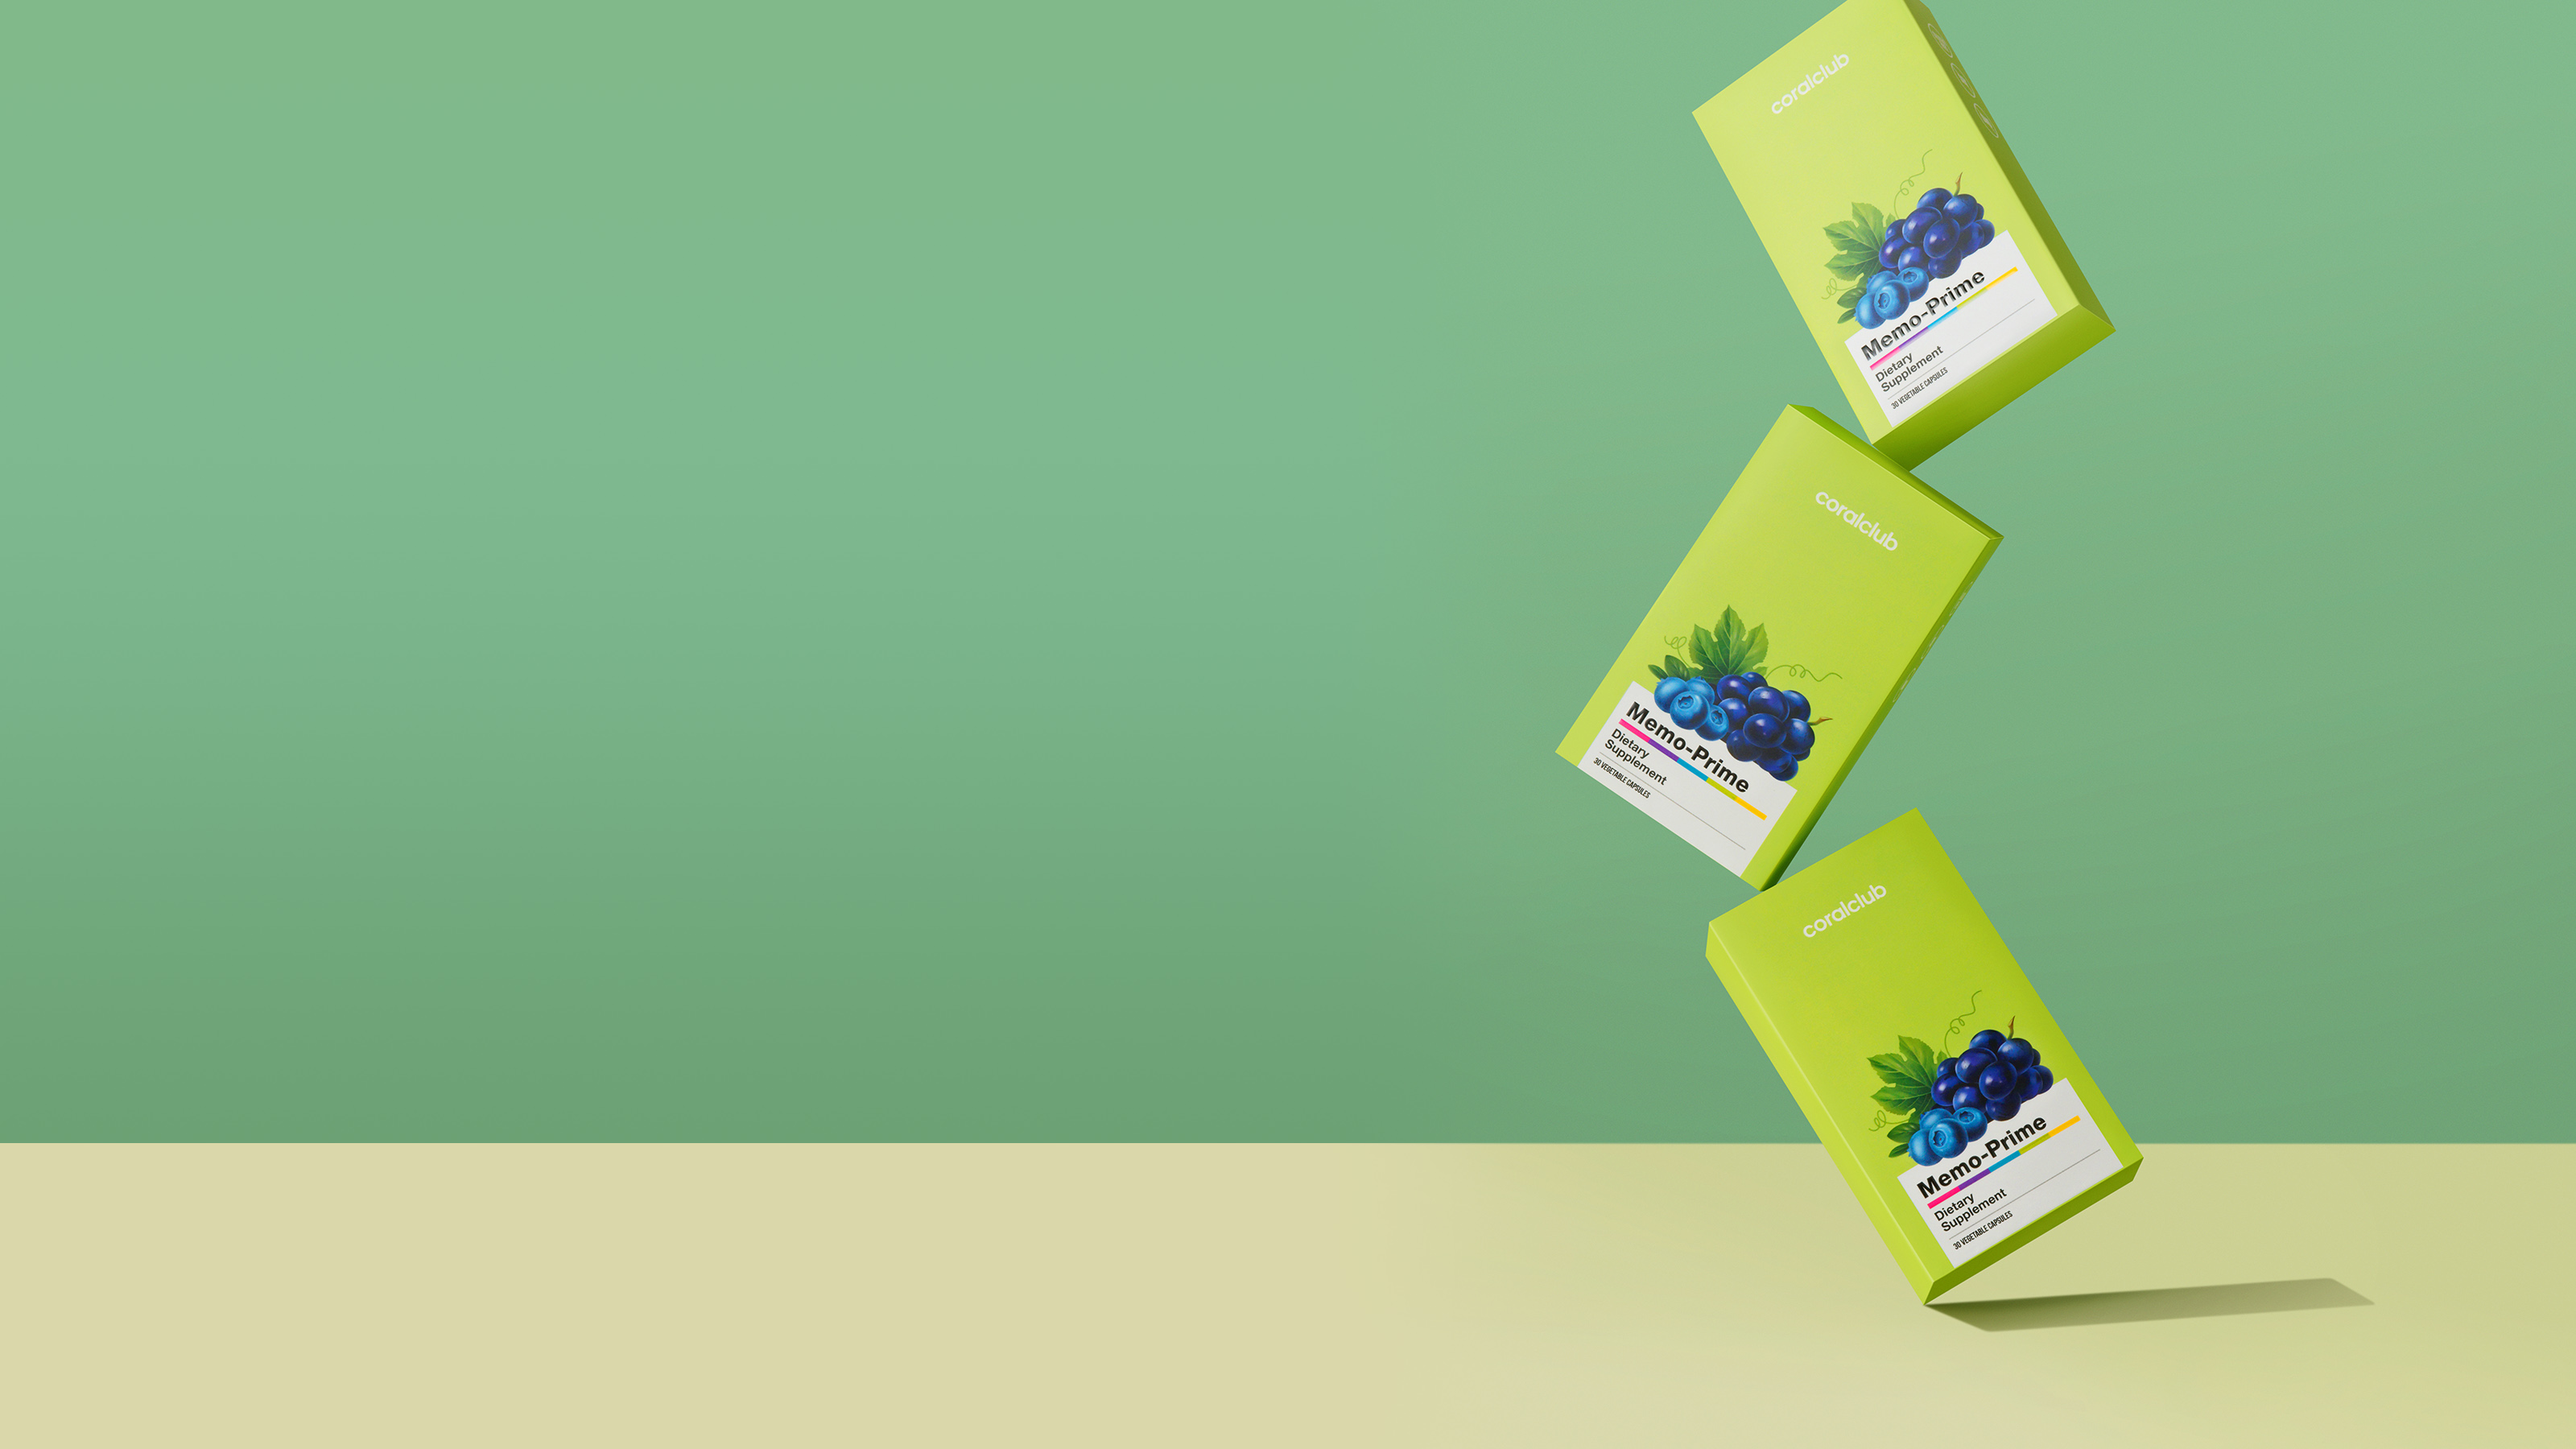 coralclub
Memo-Prime
Dietary
Supplement
30 VEGETABLE CAPSULES
coralclub
Memo-Prime
Dietary
Supplement
30 VEGETABLE CAPSULES
coralclub
Memo-Prime
Dietary
Supplement
30 VEGETABLE CAPSULES